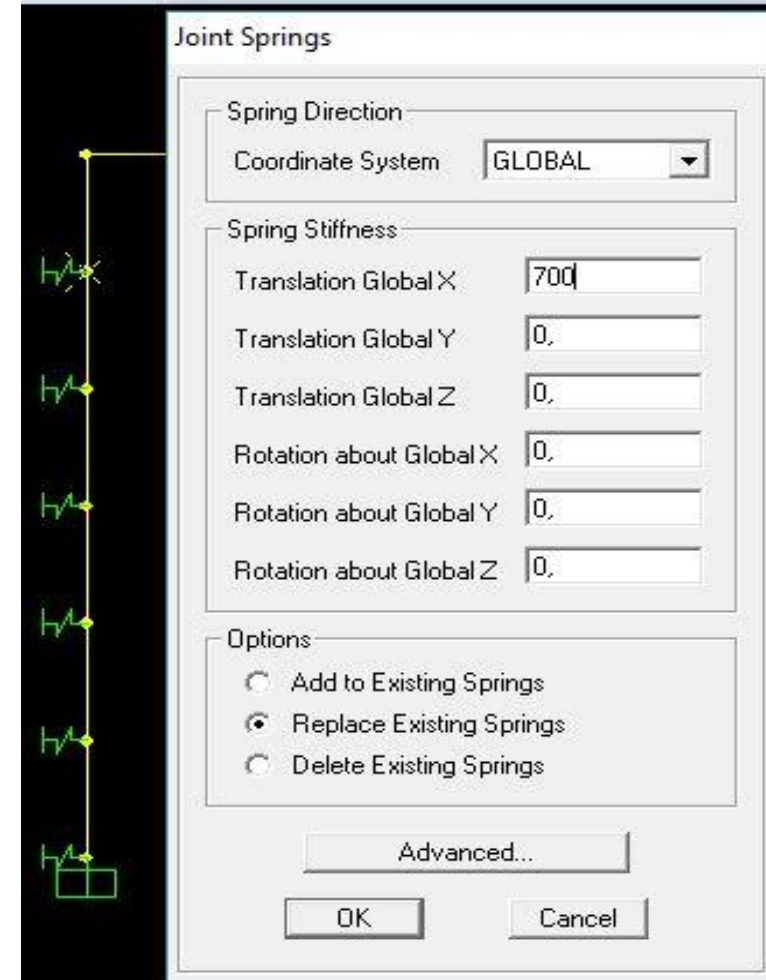 Joint Springs
Spring Direction
Coordinate System GLOBAL
Spring Stiffness
Translation Global X 700
Translation Global Y 0,
Translation Global Z 0,
Rotation about Global X 0,
Rotation about Global Y 0,
Rotation about Global Z 0,
Options
Add to Existing Springs
Replace Existing Springs
Delete Existing Springs
Advanced...
OK Cancel